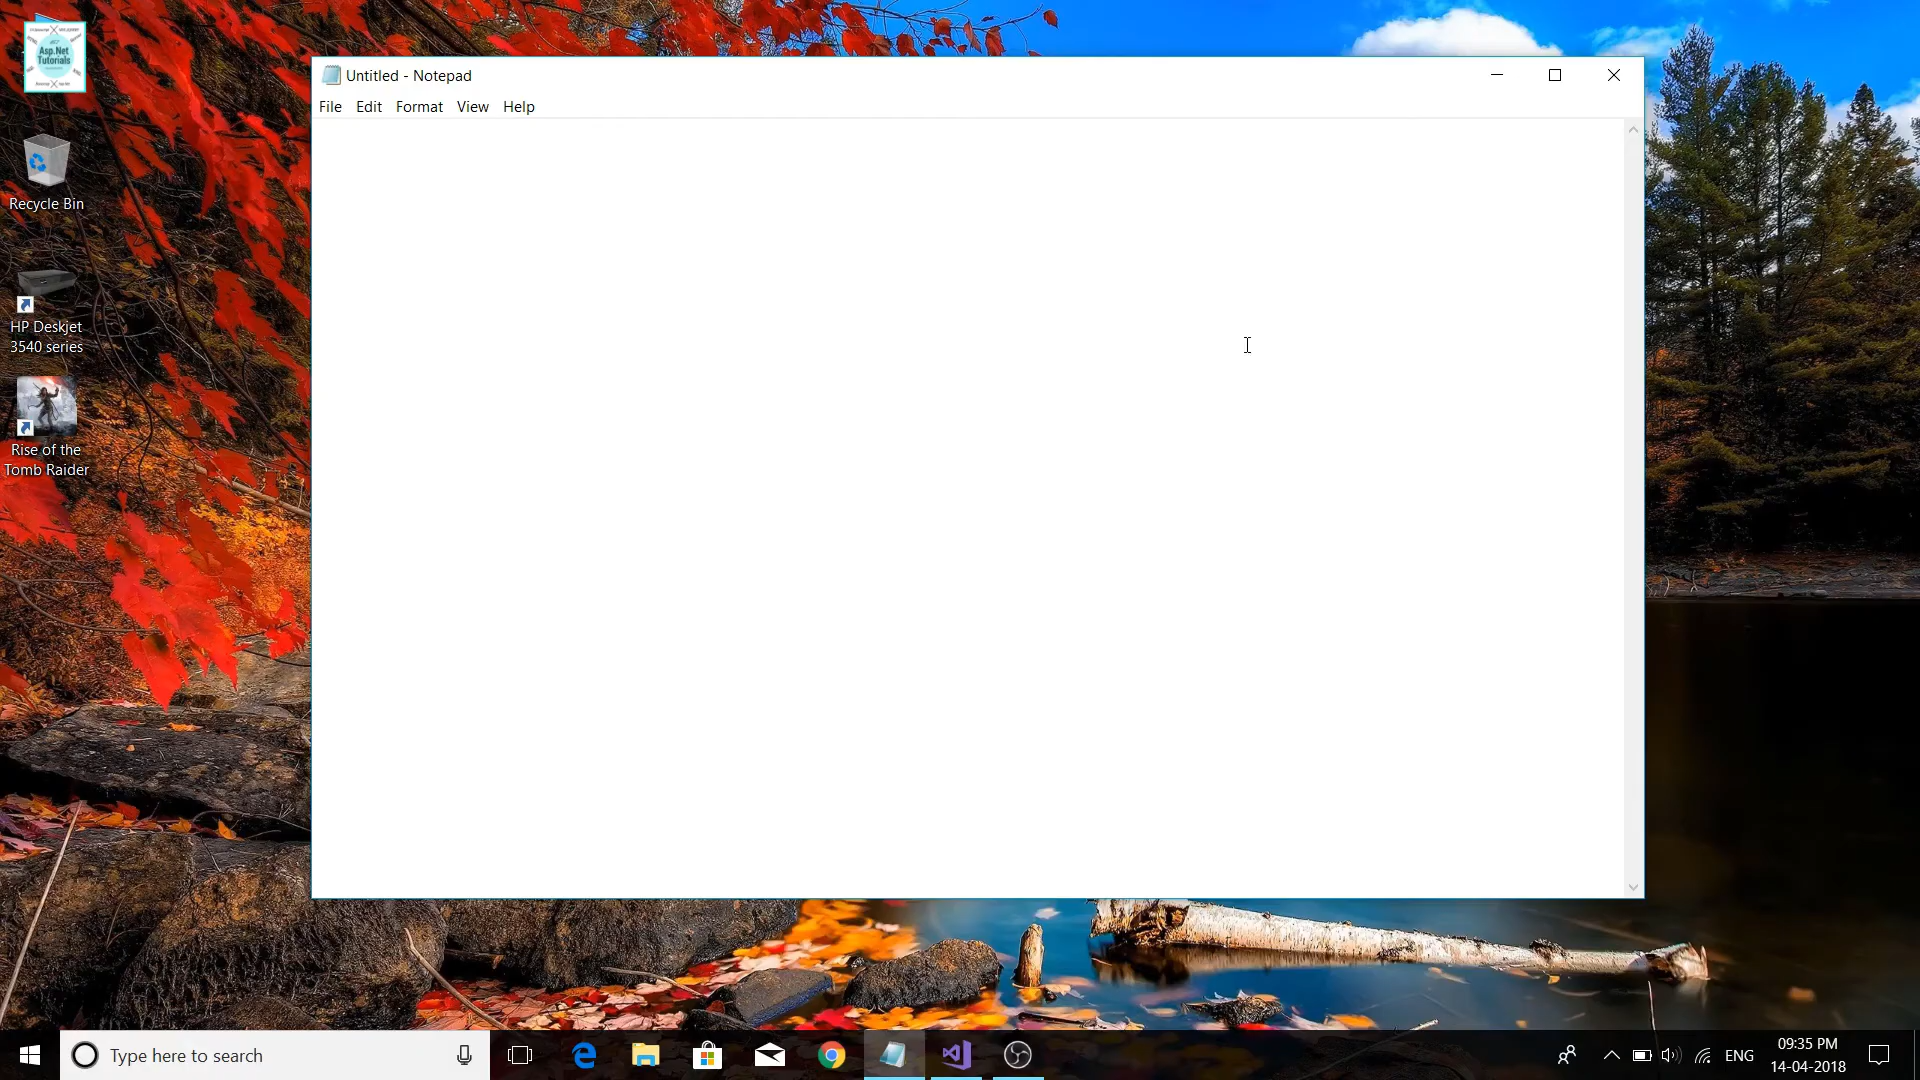 Asp.Net
Tutorials
Recycle Bin
HP Deskjet
3540 series
Rise of the
Tomb Raider
Untitled - Notepad
File Edit Format View Help
Type here to search
ENG
09:35 PM
14-04-2018